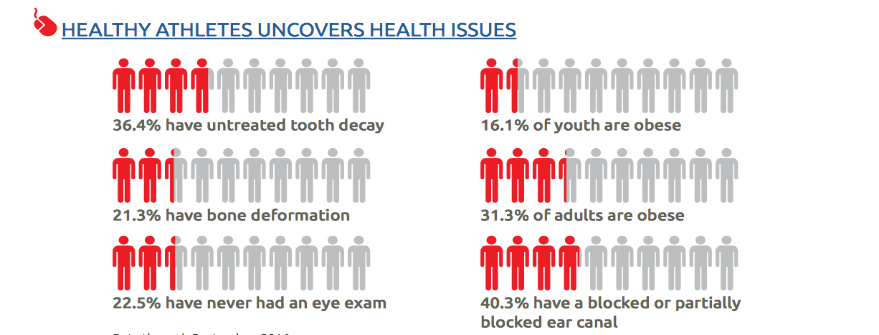 HEALTHY ATHLETES UNCOVERS HEALTH ISSUES
36.4% have untreated tooth decay
16.1% of youth are obese
21.3% have bone deformation
31.3% of adults are obese
22.5% have never had an eye exam
40.3% have a blocked or partially
blocked ear canal